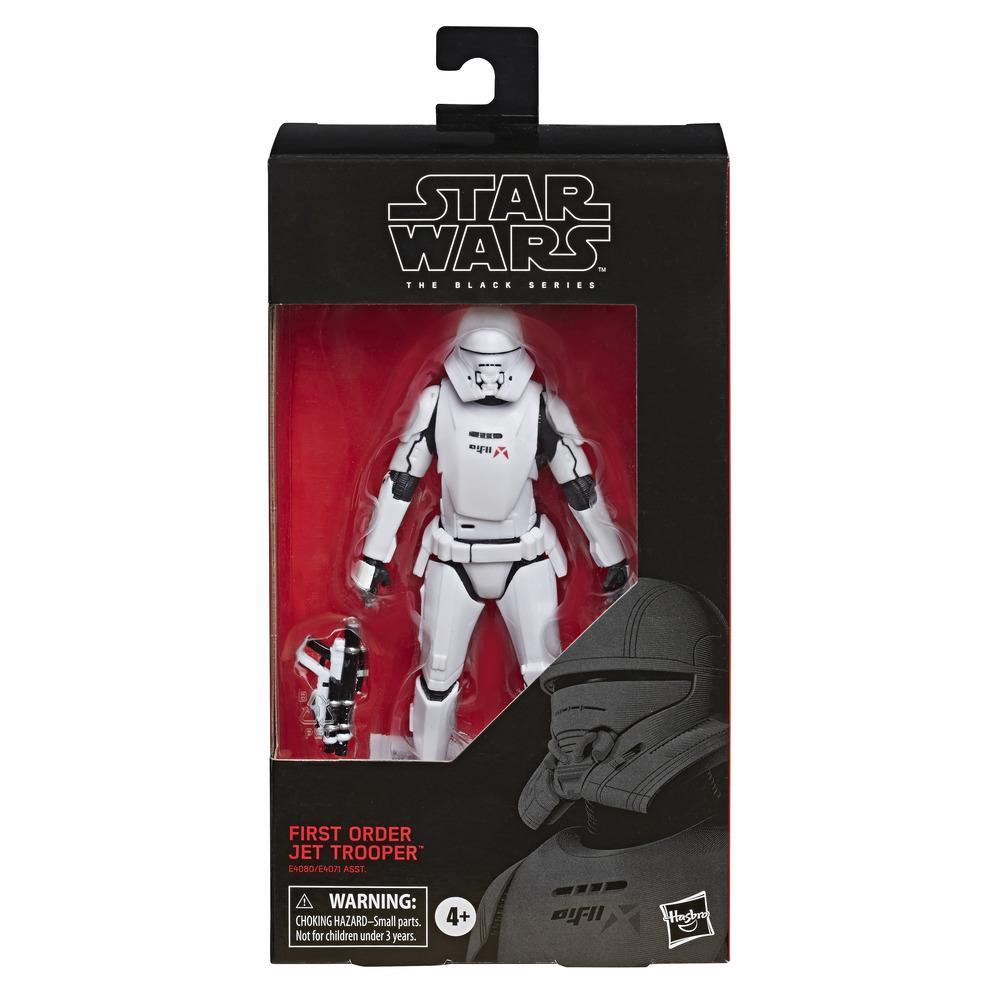 STAR
WARS™
THE BLACK SERIES
FIRST ORDER
JET TROOPER™
E4080/E4071 ASST.
⚠ WARNING:
CHOKING HAZARD–Small parts.
Not for children under 3 years.
4+
Hasbro